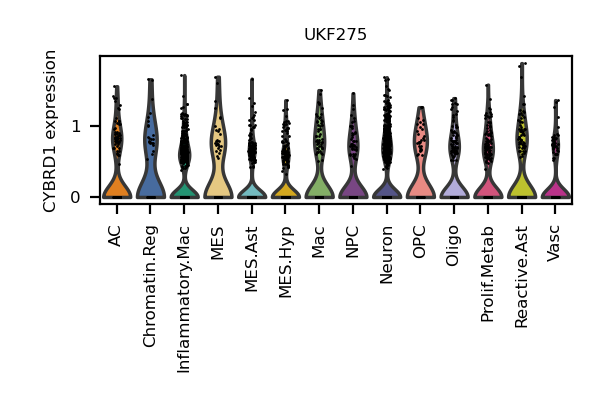 UKF275
CYBRD1 expression
1
0
AC
Chromatin.Reg
Inflammatory.Mac
MES
MES.Ast
MES.Hyp
Mac
NPC
Neuron
OPC
Oligo
Prolif.Metab
Reactive.Ast
Vasc